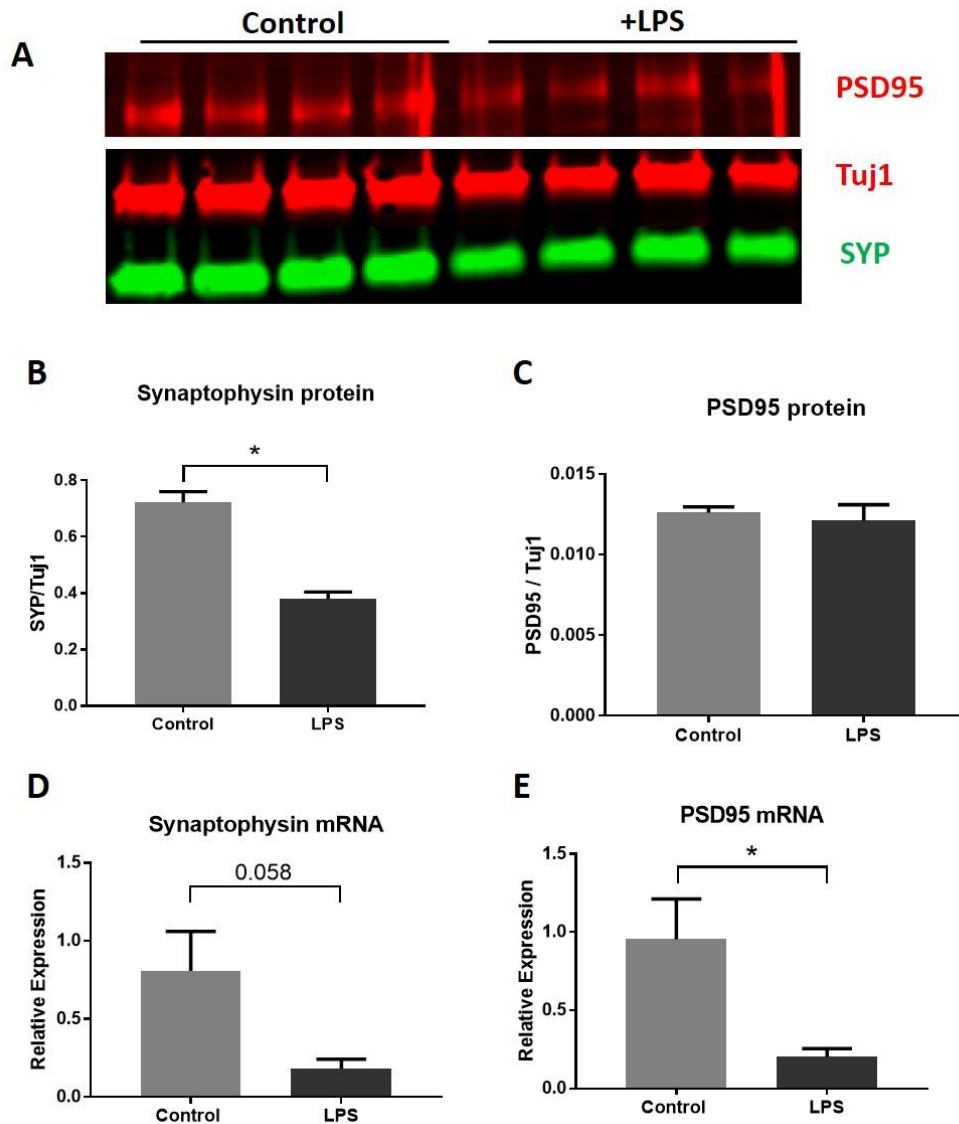 Control
+LPS
A
PSD95
Tuj1
SYP
B
Synaptophysin protein
*
0.8
0.6
0.4
0.2
0.0
SYP/Tuj1
Control
LPS
C
PSD95 protein
0.015
0.010
0.005
0.000
PSD95 / Tuj1
Control
LPS
D
Synaptophysin mRNA
0.058
1.5
1.0
0.5
0.0
Relative Expression
Control
LPS
E
PSD95 mRNA
*
1.5
1.0
0.5
0.0
Relative Expression
Control
LPS